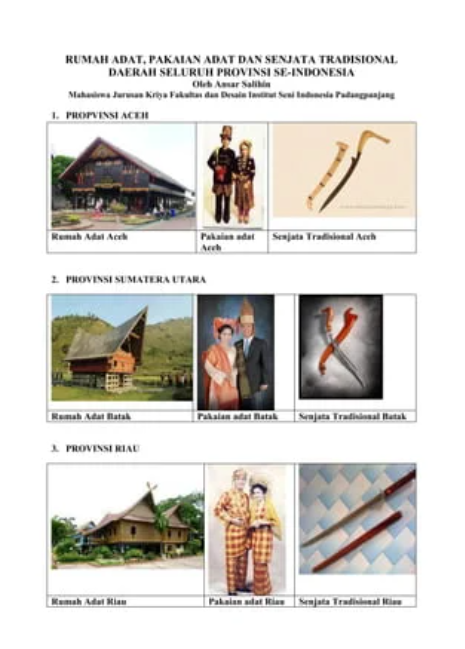 RUMAH ADAT, PAKAIAN ADAT DAN SENJATA TRADISIONAL
DAERAH SELURUH PROVINSI SE-INDONESIA
Oleh Ansar Salihin
Mahasiswa Jurusan Kriya Fakultas dan Desain Institut Seni Indonesia Padangpanjang
1. PROPVINSI ACEH
Rumah Adat Aceh
Pakaian adat
Aceh
Senjata Tradisional Aceh
2. PROVINSI SUMATERA UTARA
Rumah Adat Batak
Pakaian adat Batak
Senjata Tradisional Batak
3. PROVINSI RIAU
Rumah Adat Riau
Pakaian adat Riau
Senjata Tradisional Riau